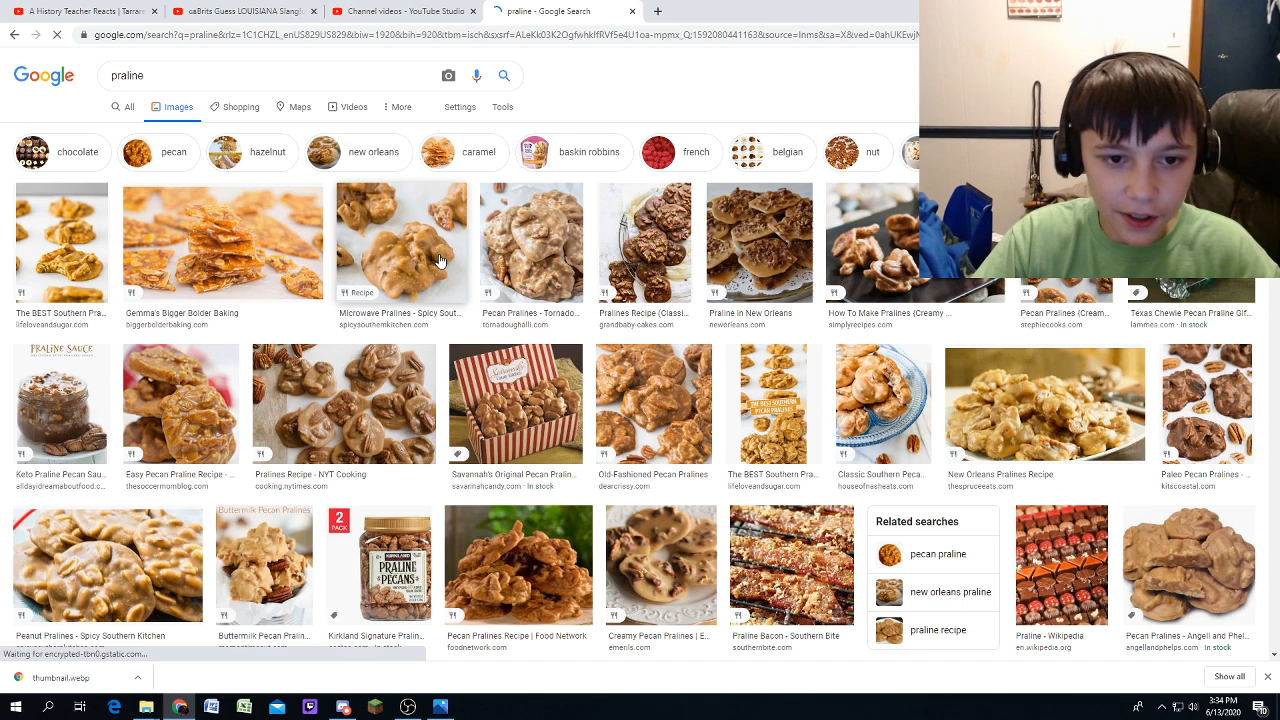 A History Teacher Reacts | Tarrare
aBrits Guess LOUISIANA Slang!
Channel videos - YouTube Studio
praline - Google Search
Google
praline
All
Images
Shopping
Maps
Videos
More
Settings
Tools
chocolate
pecan
hazelnut
new orleans
caramel
baskin robbins
french
belgian
nut
Recipe
The BEST Southern Pra...
lifeloveandsugar.com
Gemma's Bigger Bolder Baking
biggerbolderbaking.com
Microwave Pralines - Spicy Sout...
spicysouthernkitchen.com
Pecan Pralines - Tornado...
tornadoughalli.com
Pralines Recipe (Classi...
grandbaby-cakes.com
Praline in New Orleans
neworleans.com
How To Make Pralines {Creamy ...
simplyrecipes.com
Pecan Pralines {Cream...
stephiecooks.com
Texas Chewie Pecan Praline Gif...
lammes.com · In stock
PRALINE SAUCE
Savannah's
THE BEST SOUTHERN
PECAN PRALINES
Keto Praline Pecan Sau...
alldayidreamaboutfood.c...
Easy Pecan Praline Recipe - ...
thesoccermomblog.com
Pralines Recipe - NYT Cooking
cooking.nytimes.com
Savannah's Original Pecan Pralin...
savannahcandy.com · In stock
Old-Fashioned Pecan Pralines
dearcrissy.com
The BEST Southern Pra...
lifeloveandsugar.com
Classic Southern Peca...
houseofnasheats.com
New Orleans Pralines Recipe
thespruceeats.com
Paleo Pecan Pralines - ...
kitscoastal.com
Buttermilk Pecan Pralines
2
PACK
KIRKLAND
PRALINE
PECANS
Related searches
pecan praline
new orleans praline
praline recipe
Peanut Pralines - Spicy Southern Kitchen
Buttermilk Pecan Pralin...
Kirkland Signature Pralin...
Pecan Pralines Recipe | Food Network
foodnetwork.com
Creamy Pecan Pralines | E...
emerils.com
Praline Bacon - Southern Bite
southernbite.com
Praline - Wikipedia
en.wikipedia.org
Pecan Pralines - Angell and Phel...
angellandphelps.com · In stock
Waiting for encrypted-tbn0.gstatic.com...
thumbnail.webp
Show all
3:34 PM
6/13/2020